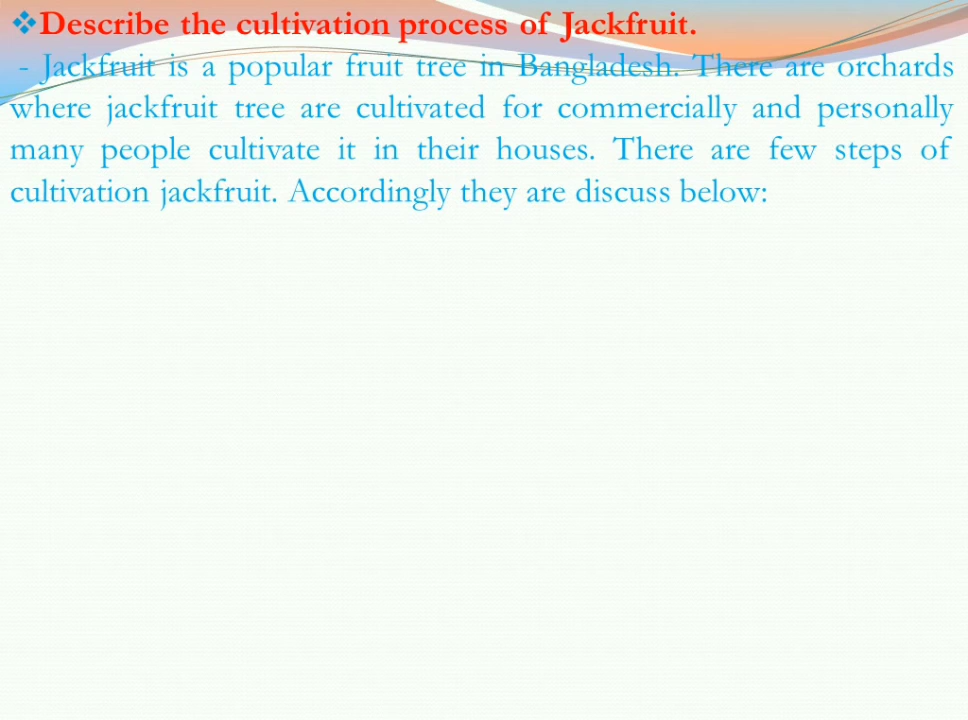 ❖Describe the cultivation process of Jackfruit.
- Jackfruit is a popular fruit tree in Bangladesh. There are orchards
where jackfruit tree are cultivated for commercially and personally
many people cultivate it in their houses. There are few steps of
cultivation jackfruit. Accordingly they are discuss below: